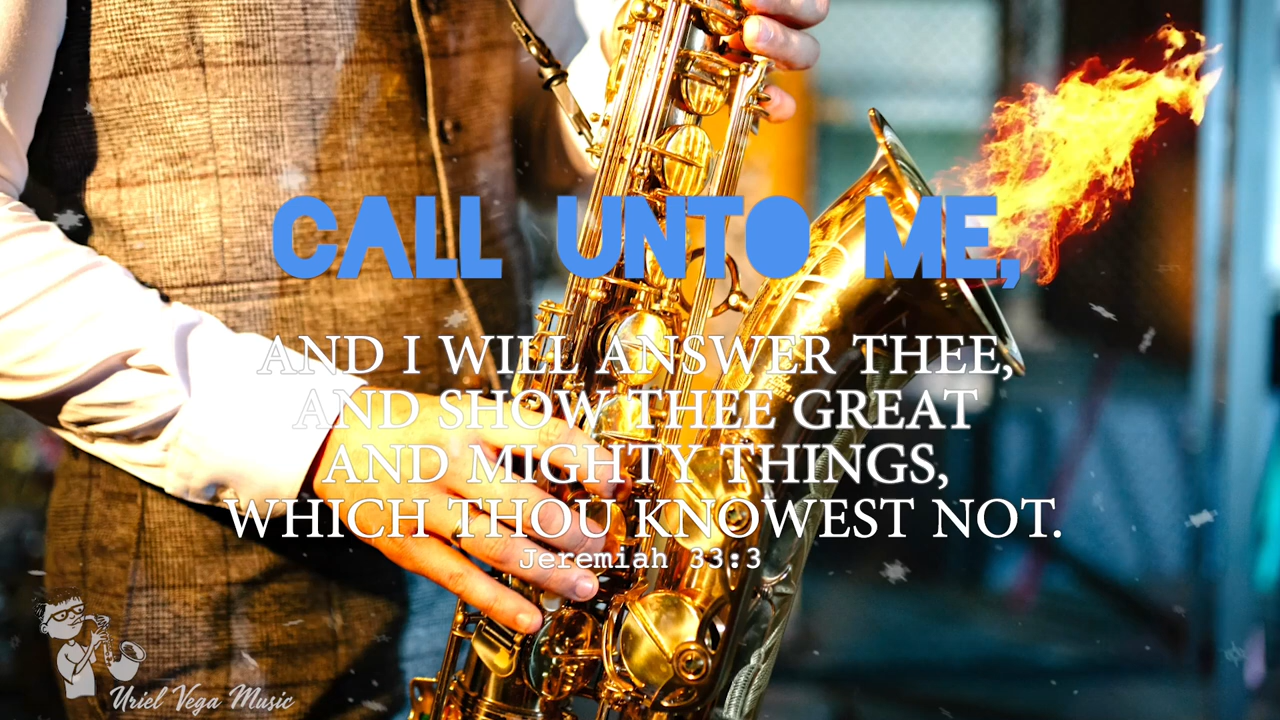 CALL UNTO ME,
AND I WILL ANSWER THEE,
AND SHOW THEE GREAT
AND MIGHTY THINGS,
WHICH THOU KNOWEST NOT.
Jeremiah 33:3
Uriel Vega Music